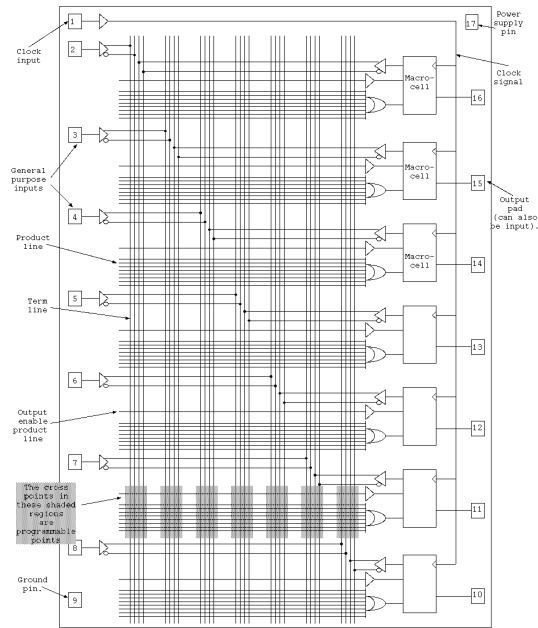 1
Clock
input
2
17
Power
supply
pin
Clock
signal
Macro-
cell
16
3
General
purpose
inputs
Macro-
cell
15
4
Output
pad
(can also
be input).
Product
line
Macro-
cell
14
5
Term
line
13
6
Output
enable
product
line
12
7
The cross
points in
these shaded
regions
are
programmable
points
11
8
Ground
pin.
9
10